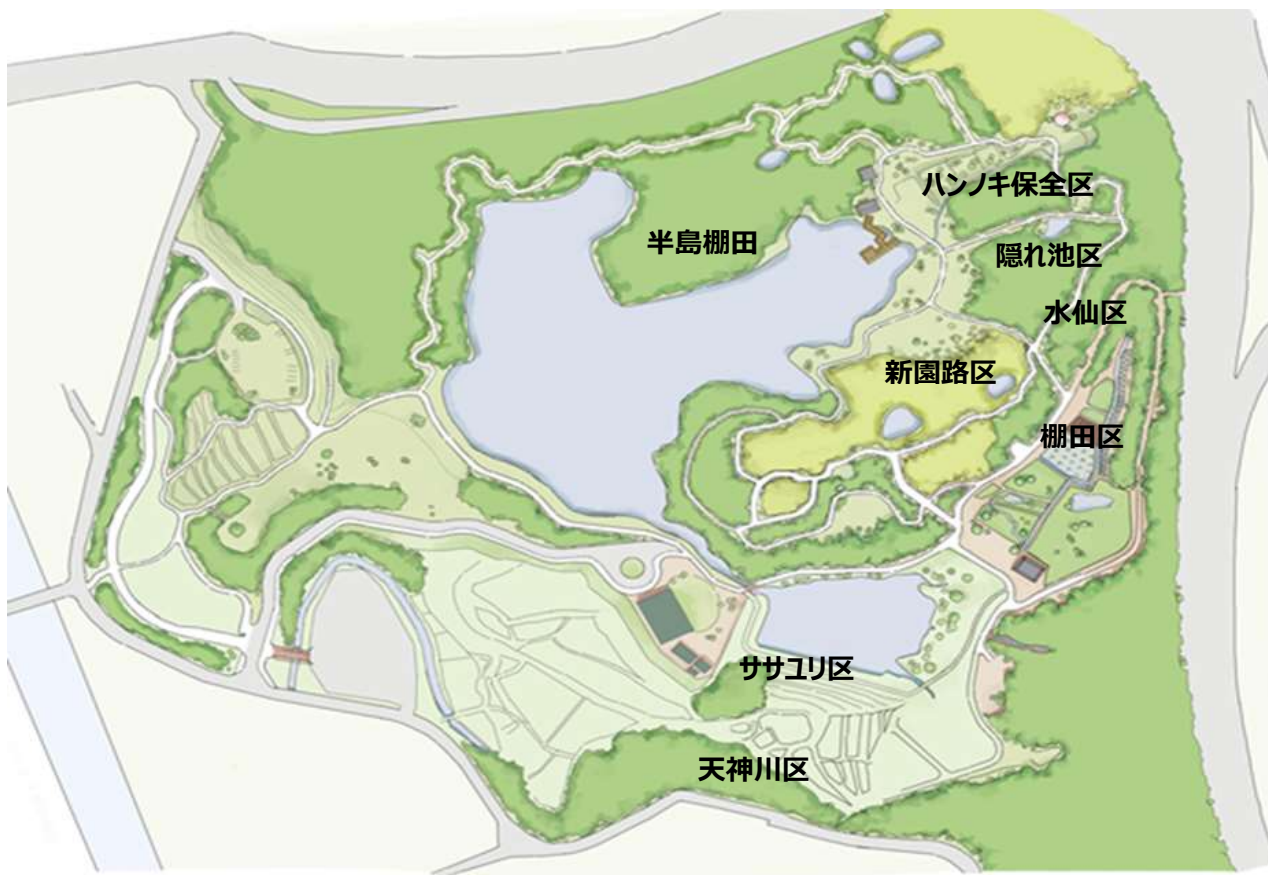 ハンノキ保全区
半島棚田
隠れ池区
水仙区
新園路区
棚田区
ササユリ区
天神川区